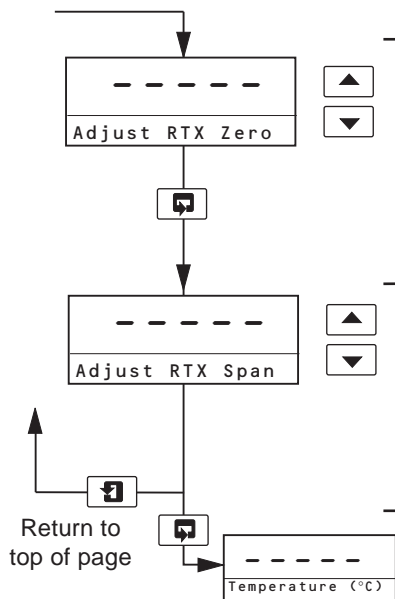 – – – – –
Adjust RTX Zero
– – – – –
Adjust RTX Span
Return to
top of page
– – – – –
Temperature (°C)